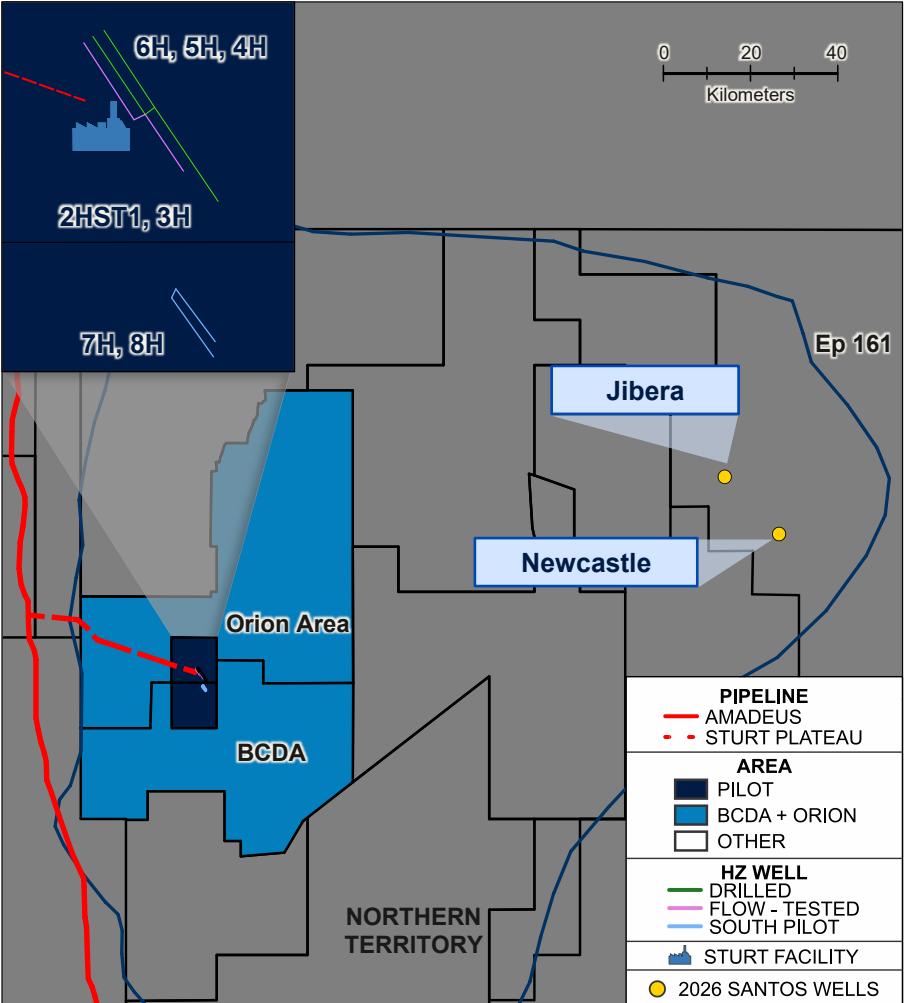 6H, 5H, 4H
2HST1, 3H
7H, 8H
0 20 40
Kilometers
Ep 161
Jibera
Newcastle
Orion Area
BCDA
NORTHERN
TERRITORY
PIPELINE
AMADEUS
STURT PLATEAU
AREA
PILOT
BCDA + ORION
OTHER
HZ WELL
DRILLED
FLOW - TESTED
SOUTH PILOT
STURT FACILITY
2026 SANTOS WELLS